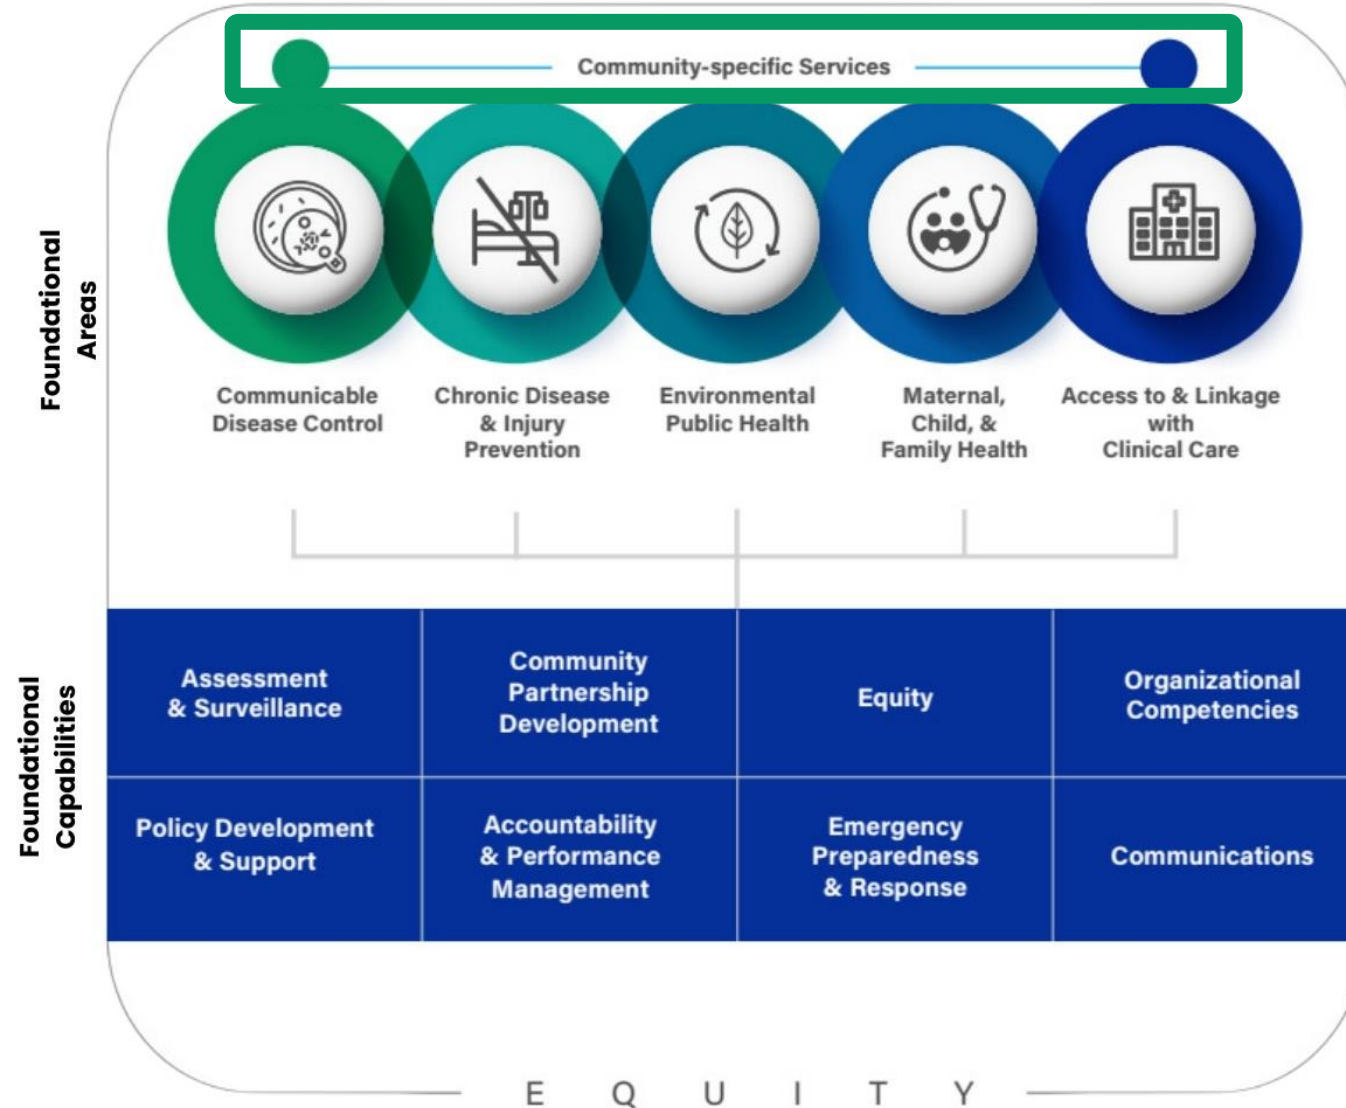 Community-specific Services
Foundational
Areas
Communicable
Disease Control
Chronic Disease
& Injury
Prevention
Environmental
Public Health
Maternal,
Child, &
Family Health
Access to & Linkage
with
Clinical Care
Foundational
Capabilities
Assessment
& Surveillance
Community
Partnership
Development
Equity
Organizational
Competencies
Policy Development
& Support
Accountability
& Performance
Management
Emergency
Preparedness
& Response
Communications
EQUITY